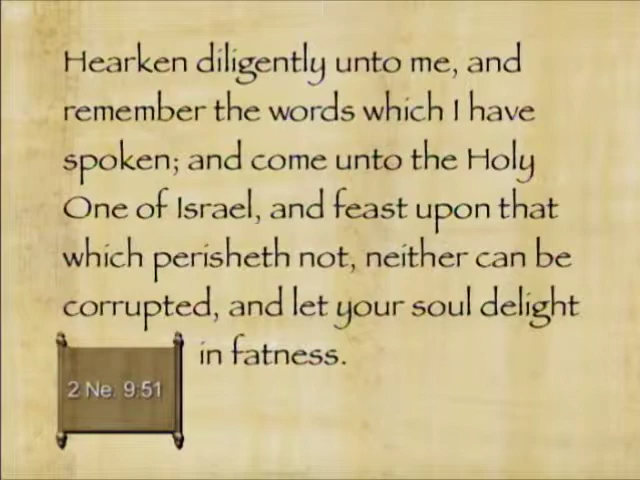 Hearken diligently unto me, and
remember the words which I have
spoken; and come unto the Holy
One of Israel, and feast upon that
which perisheth not, neither can be
corrupted, and let your soul delight
in fatness.
2 Ne. 9:51